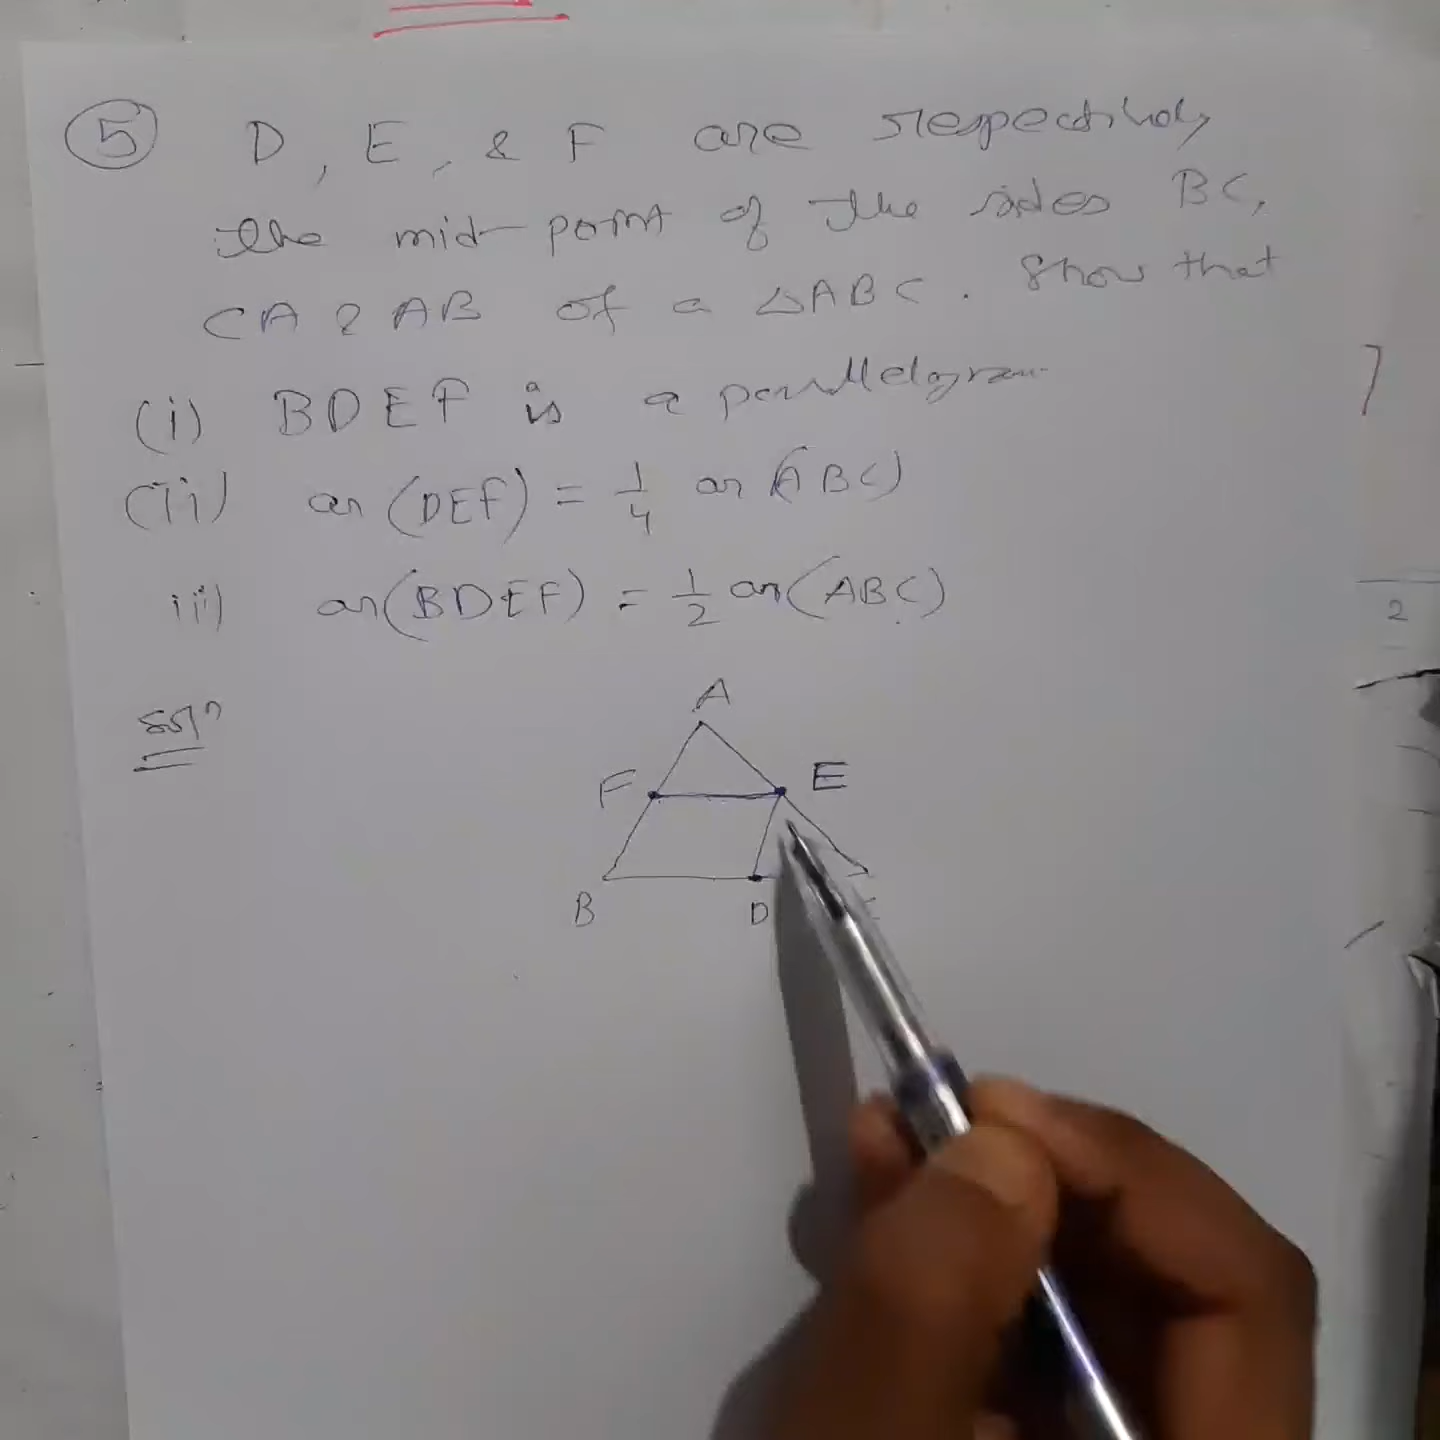 5 D, E, & F are respectively
the mid-point of the sides BC,
CA & AB of a △ABC. Show that
(i) BDEF is a parallelogram
(ii) ar (DEF) = 1/4 ar (ABC)
iii) ar(BDEF) = 1/2 ar(ABC)
Solⁿ
A
F E
B D
2